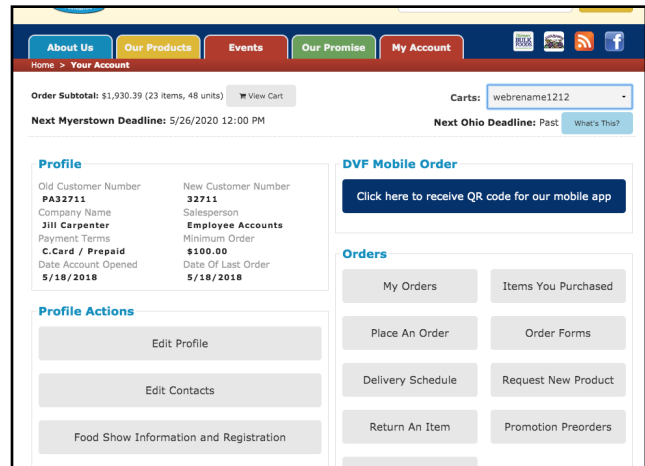 About Us
Our Products
Events
Our Promise
My Account
BULK FOODS
Home > Your Account
Order Subtotal: $1,930.39 (23 items, 48 units)
View Cart
Carts: webrename1212
Next Myerstown Deadline: 5/26/2020 12:00 PM
Next Ohio Deadline: Past
What's This?
Profile
Old Customer Number
New Customer Number
PA32711
32711
Company Name
Salesperson
Jill Carpenter
Employee Accounts
Payment Terms
Minimum Order
C.Card / Prepaid
$100.00
Date Account Opened
Date Of Last Order
5/18/2018
5/18/2018
Profile Actions
Edit Profile
Edit Contacts
Food Show Information and Registration
DVF Mobile Order
Click here to receive QR code for our mobile app
Orders
My Orders
Items You Purchased
Place An Order
Order Forms
Delivery Schedule
Request New Product
Return An Item
Promotion Preorders